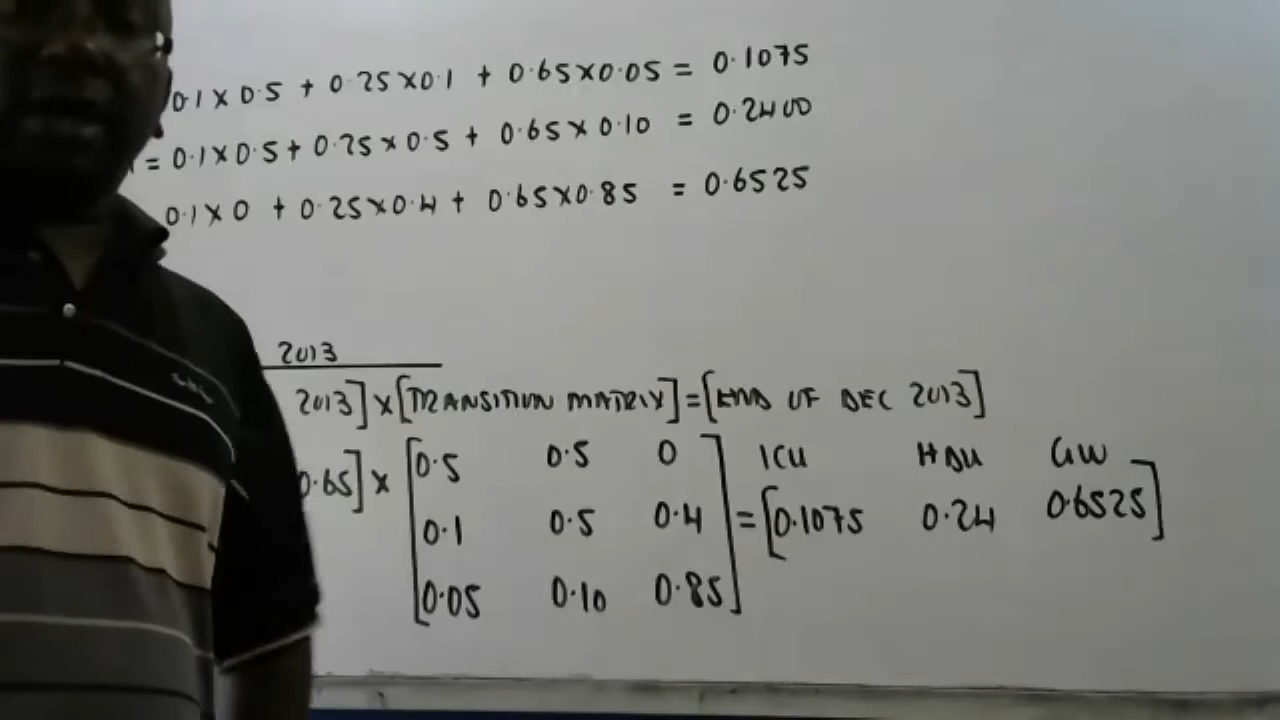 0.1 x 0.5 + 0.25 x 0.1 + 0.65 x 0.05 = 0.1075
= 0.1 x 0.5 + 0.25 x 0.5 + 0.65 x 0.10 = 0.2400
0.1 x 0 + 0.25 x 0.4 + 0.65 x 0.85 = 0.6525
2013
2013] x [TRANSITION MATRIX] = [END OF DEC 2013]
0.5 0.5 0 ICU HDU GW
0.65] x 0.1 0.5 0.4 = [0.1075 0.24 0.6525]
0.05 0.10 0.85